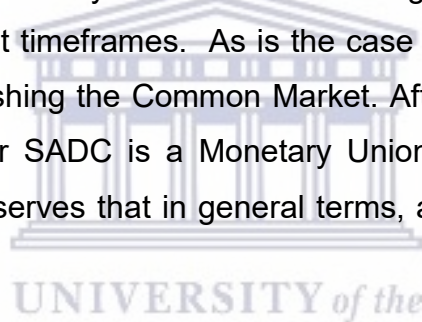 t timeframes. As is the case
shing the Common Market. Af
r SADC is a Monetary Union
serves that in general terms, a
UNIVERSITY of the